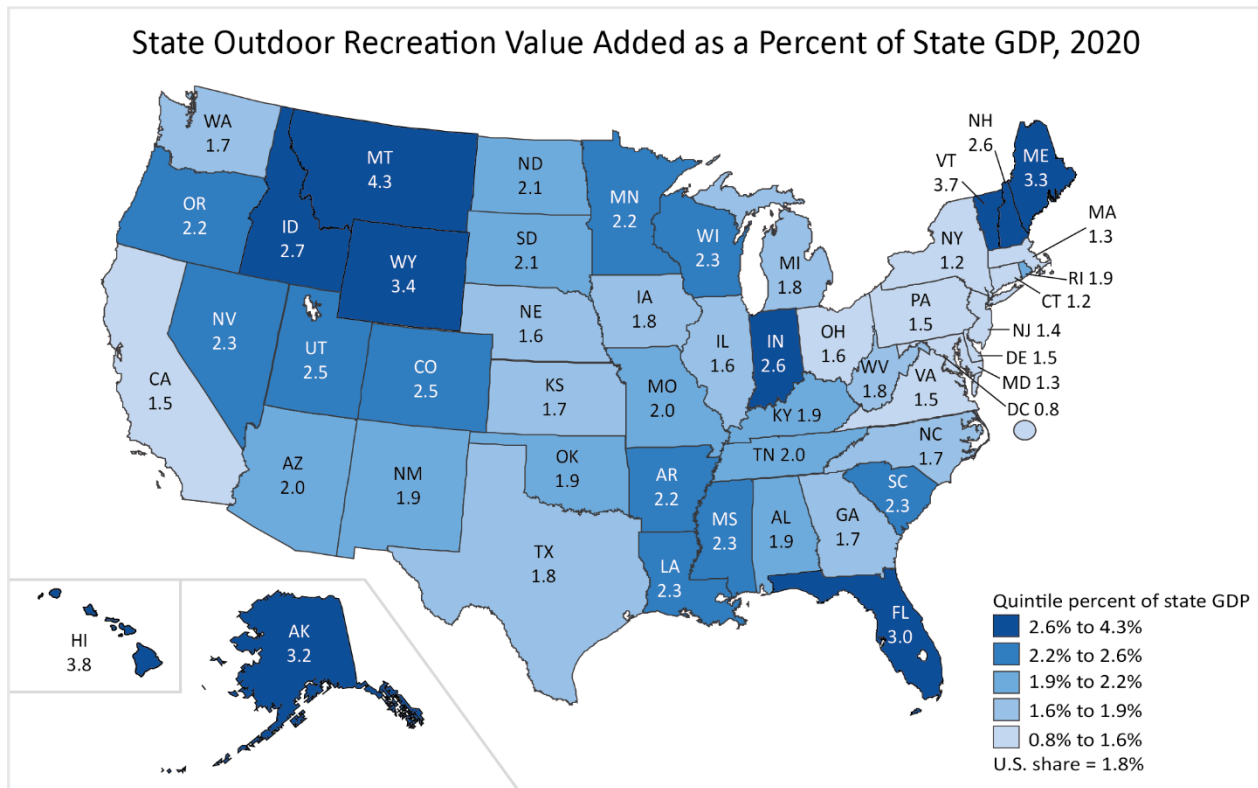 State Outdoor Recreation Value Added as a Percent of State GDP, 2020
WA
1.7
OR
2.2
CA
1.5
NV
2.3
ID
2.7
MT
4.3
WY
3.4
UT
2.5
CO
2.5
AZ
2.0
NM
1.9
ND
2.1
SD
2.1
NE
1.6
KS
1.7
OK
1.9
TX
1.8
MN
2.2
IA
1.8
MO
2.0
AR
2.2
LA
2.3
WI
2.3
IL
1.6
MI
1.8
IN
2.6
OH
1.6
KY 1.9
TN 2.0
MS
2.3
AL
1.9
GA
1.7
FL
3.0
SC
2.3
NC
1.7
VA
1.5
WV
1.8
PA
1.5
NY
1.2
VT
3.7
NH
2.6
ME
3.3
MA
1.3
RI 1.9
CT 1.2
NJ 1.4
DE 1.5
MD 1.3
DC 0.8
HI
3.8
AK
3.2
Quintile percent of state GDP
2.6% to 4.3%
2.2% to 2.6%
1.9% to 2.2%
1.6% to 1.9%
0.8% to 1.6%
U.S. share = 1.8%